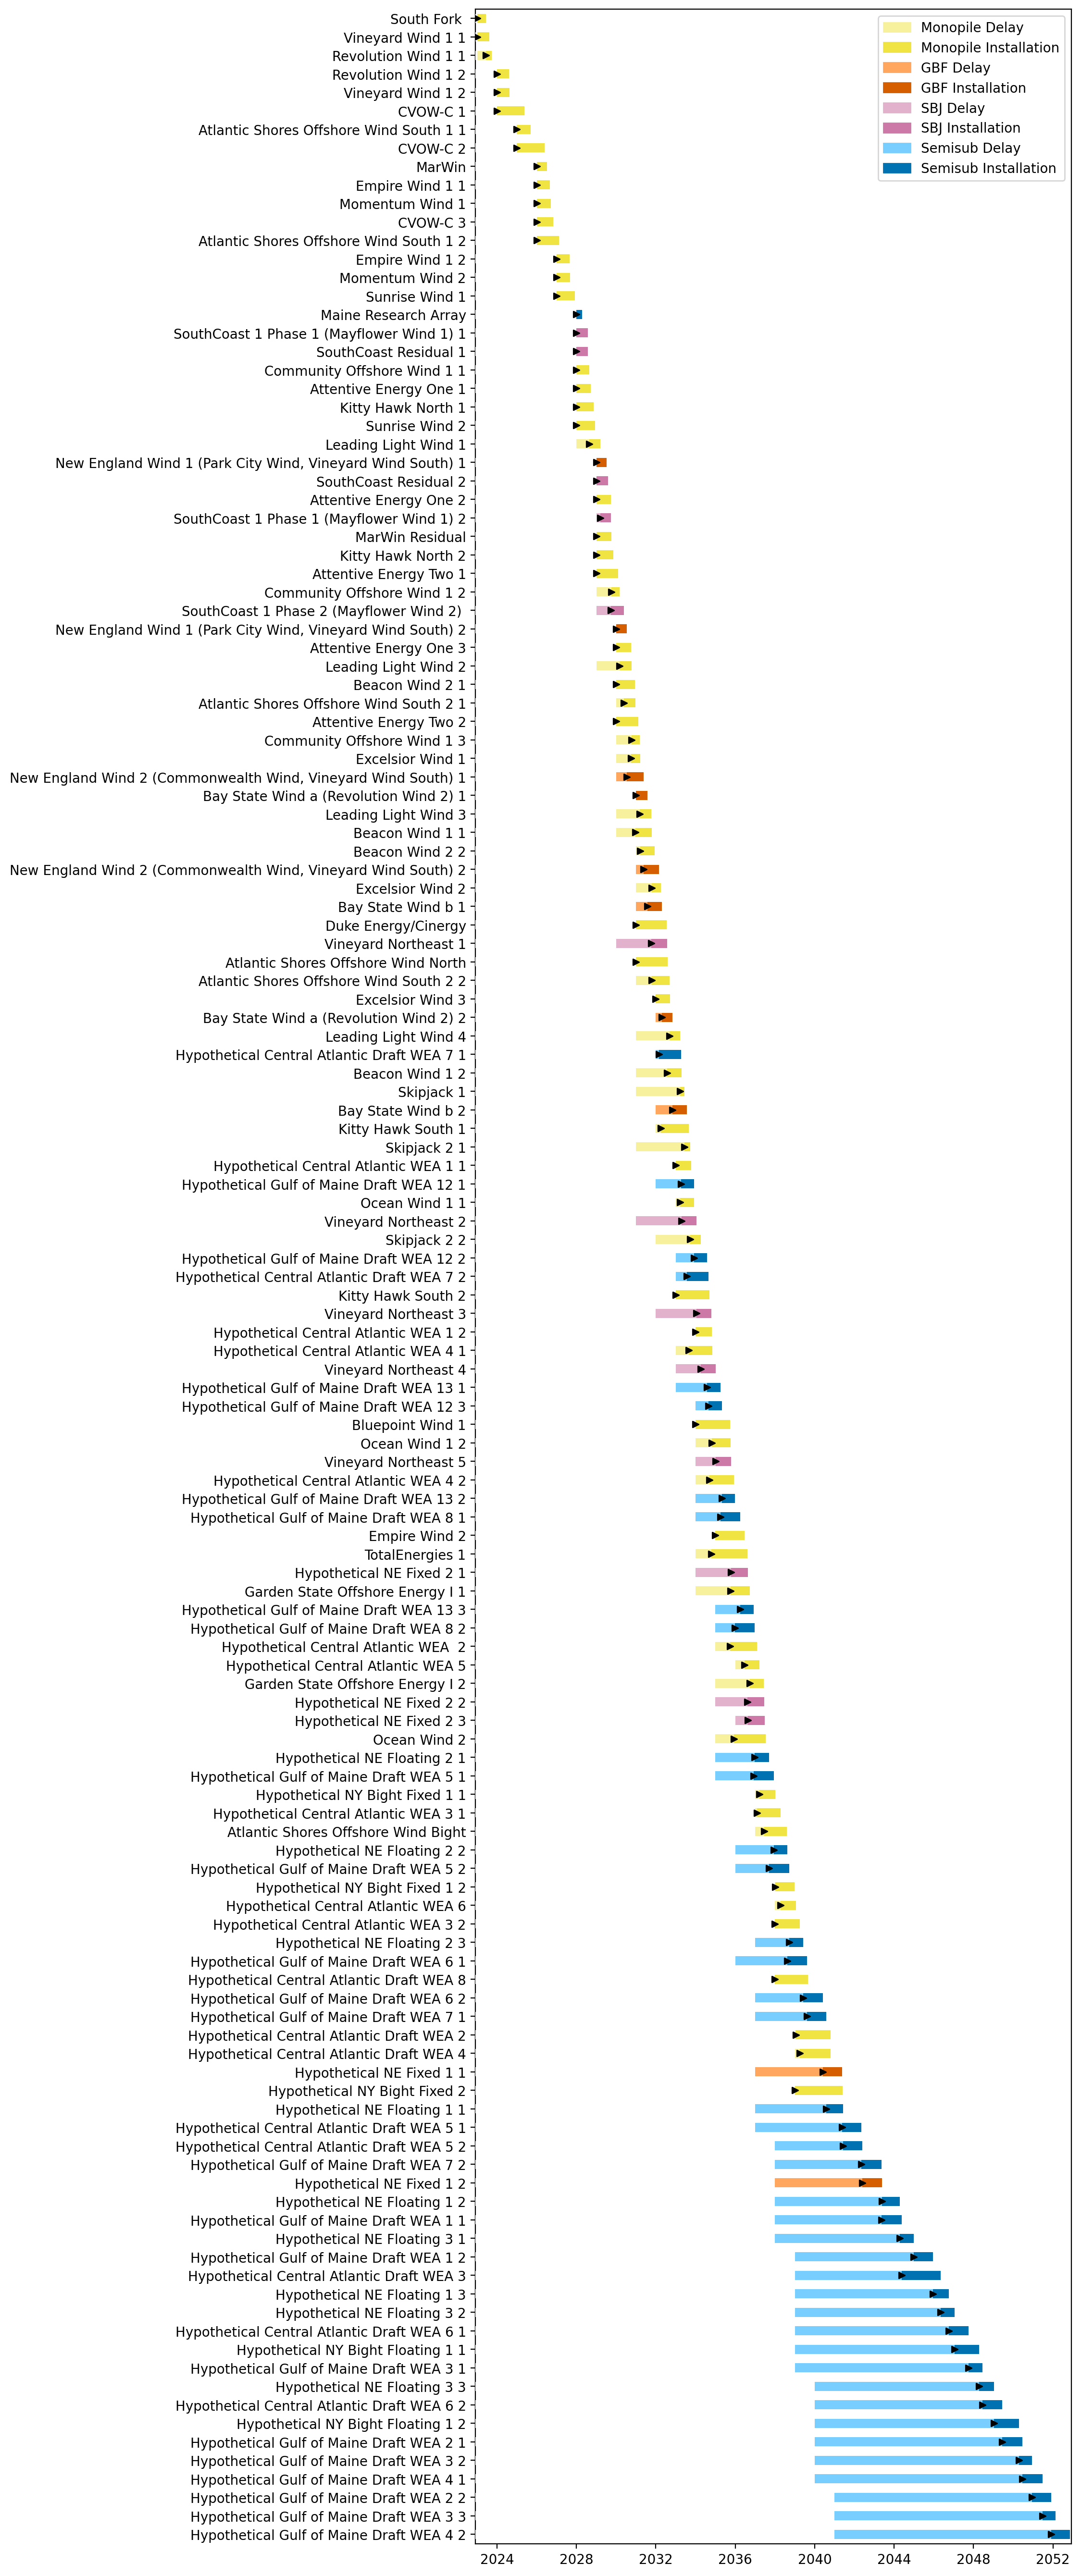 South Fork
Vineyard Wind 1 1
Revolution Wind 1 1
Revolution Wind 1 2
Vineyard Wind 1 2
CVOW-C 1
Atlantic Shores Offshore Wind South 1 1
CVOW-C 2
MarWin
Empire Wind 1 1
Momentum Wind 1
CVOW-C 3
Atlantic Shores Offshore Wind South 1 2
Empire Wind 1 2
Momentum Wind 2
Sunrise Wind 1
Maine Research Array
SouthCoast 1 Phase 1 (Mayflower Wind 1) 1
SouthCoast Residual 1
Community Offshore Wind 1 1
Attentive Energy One 1
Kitty Hawk North 1
Sunrise Wind 2
Leading Light Wind 1
New England Wind 1 (Park City Wind, Vineyard Wind South) 1
SouthCoast Residual 2
Attentive Energy One 2
SouthCoast 1 Phase 1 (Mayflower Wind 1) 2
MarWin Residual
Kitty Hawk North 2
Attentive Energy Two 1
Community Offshore Wind 1 2
SouthCoast 1 Phase 2 (Mayflower Wind 2)
New England Wind 1 (Park City Wind, Vineyard Wind South) 2
Attentive Energy One 3
Leading Light Wind 2
Beacon Wind 2 1
Atlantic Shores Offshore Wind South 2 1
Attentive Energy Two 2
Community Offshore Wind 1 3
Excelsior Wind 1
New England Wind 2 (Commonwealth Wind, Vineyard Wind South) 1
Bay State Wind a (Revolution Wind 2) 1
Leading Light Wind 3
Beacon Wind 1 1
Beacon Wind 2 2
New England Wind 2 (Commonwealth Wind, Vineyard Wind South) 2
Excelsior Wind 2
Bay State Wind b 1
Duke Energy/Cinergy
Vineyard Northeast 1
Atlantic Shores Offshore Wind North
Atlantic Shores Offshore Wind South 2 2
Excelsior Wind 3
Bay State Wind a (Revolution Wind 2) 2
Leading Light Wind 4
Hypothetical Central Atlantic Draft WEA 7 1
Beacon Wind 1 2
Skipjack 1
Bay State Wind b 2
Kitty Hawk South 1
Skipjack 2 1
Hypothetical Central Atlantic WEA 1 1
Hypothetical Gulf of Maine Draft WEA 12 1
Ocean Wind 1 1
Vineyard Northeast 2
Skipjack 2 2
Hypothetical Gulf of Maine Draft WEA 12 2
Hypothetical Central Atlantic Draft WEA 7 2
Kitty Hawk South 2
Vineyard Northeast 3
Hypothetical Central Atlantic WEA 1 2
Hypothetical Central Atlantic WEA 4 1
Vineyard Northeast 4
Hypothetical Gulf of Maine Draft WEA 13 1
Hypothetical Gulf of Maine Draft WEA 12 3
Bluepoint Wind 1
Ocean Wind 1 2
Vineyard Northeast 5
Hypothetical Central Atlantic WEA 4 2
Hypothetical Gulf of Maine Draft WEA 13 2
Hypothetical Gulf of Maine Draft WEA 8 1
Empire Wind 2
TotalEnergies 1
Hypothetical NE Fixed 2 1
Garden State Offshore Energy I 1
Hypothetical Gulf of Maine Draft WEA 13 3
Hypothetical Gulf of Maine Draft WEA 8 2
Hypothetical Central Atlantic WEA  2
Hypothetical Central Atlantic WEA 5
Garden State Offshore Energy I 2
Hypothetical NE Fixed 2 2
Hypothetical NE Fixed 2 3
Ocean Wind 2
Hypothetical NE Floating 2 1
Hypothetical Gulf of Maine Draft WEA 5 1
Hypothetical NY Bight Fixed 1 1
Hypothetical Central Atlantic WEA 3 1
Atlantic Shores Offshore Wind Bight
Hypothetical NE Floating 2 2
Hypothetical Gulf of Maine Draft WEA 5 2
Hypothetical NY Bight Fixed 1 2
Hypothetical Central Atlantic WEA 6
Hypothetical Central Atlantic WEA 3 2
Hypothetical NE Floating 2 3
Hypothetical Gulf of Maine Draft WEA 6 1
Hypothetical Central Atlantic Draft WEA 8
Hypothetical Gulf of Maine Draft WEA 6 2
Hypothetical Gulf of Maine Draft WEA 7 1
Hypothetical Central Atlantic Draft WEA 2
Hypothetical Central Atlantic Draft WEA 4
Hypothetical NE Fixed 1 1
Hypothetical NY Bight Fixed 2
Hypothetical NE Floating 1 1
Hypothetical Central Atlantic Draft WEA 5 1
Hypothetical Central Atlantic Draft WEA 5 2
Hypothetical Gulf of Maine Draft WEA 7 2
Hypothetical NE Fixed 1 2
Hypothetical NE Floating 1 2
Hypothetical Gulf of Maine Draft WEA 1 1
Hypothetical NE Floating 3 1
Hypothetical Gulf of Maine Draft WEA 1 2
Hypothetical Central Atlantic Draft WEA 3
Hypothetical NE Floating 1 3
Hypothetical NE Floating 3 2
Hypothetical Central Atlantic Draft WEA 6 1
Hypothetical NY Bight Floating 1 1
Hypothetical Gulf of Maine Draft WEA 3 1
Hypothetical NE Floating 3 3
Hypothetical Central Atlantic Draft WEA 6 2
Hypothetical NY Bight Floating 1 2
Hypothetical Gulf of Maine Draft WEA 2 1
Hypothetical Gulf of Maine Draft WEA 3 2
Hypothetical Gulf of Maine Draft WEA 4 1
Hypothetical Gulf of Maine Draft WEA 2 2
Hypothetical Gulf of Maine Draft WEA 3 3
Hypothetical Gulf of Maine Draft WEA 4 2
Monopile Delay
Monopile Installation
GBF Delay
GBF Installation
SBJ Delay
SBJ Installation
Semisub Delay
Semisub Installation
2024 2028 2032 2036 2040 2044 2048 2052